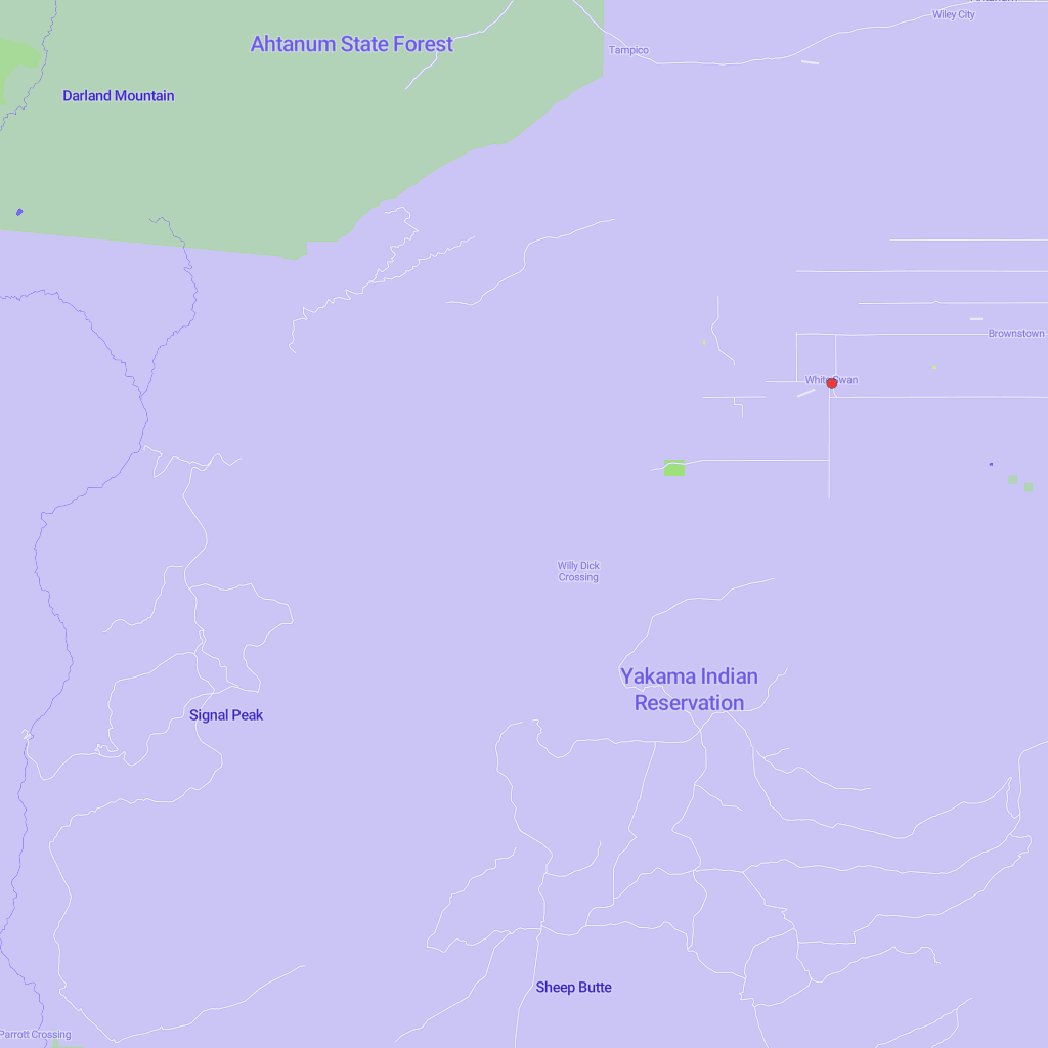 Wiley City
Ahtanum State Forest
Tampico
Darland Mountain
Brownstown
White Swan
Willy Dick
Crossing
Yakama Indian
Reservation
Signal Peak
Sheep Butte
Parrott Crossing